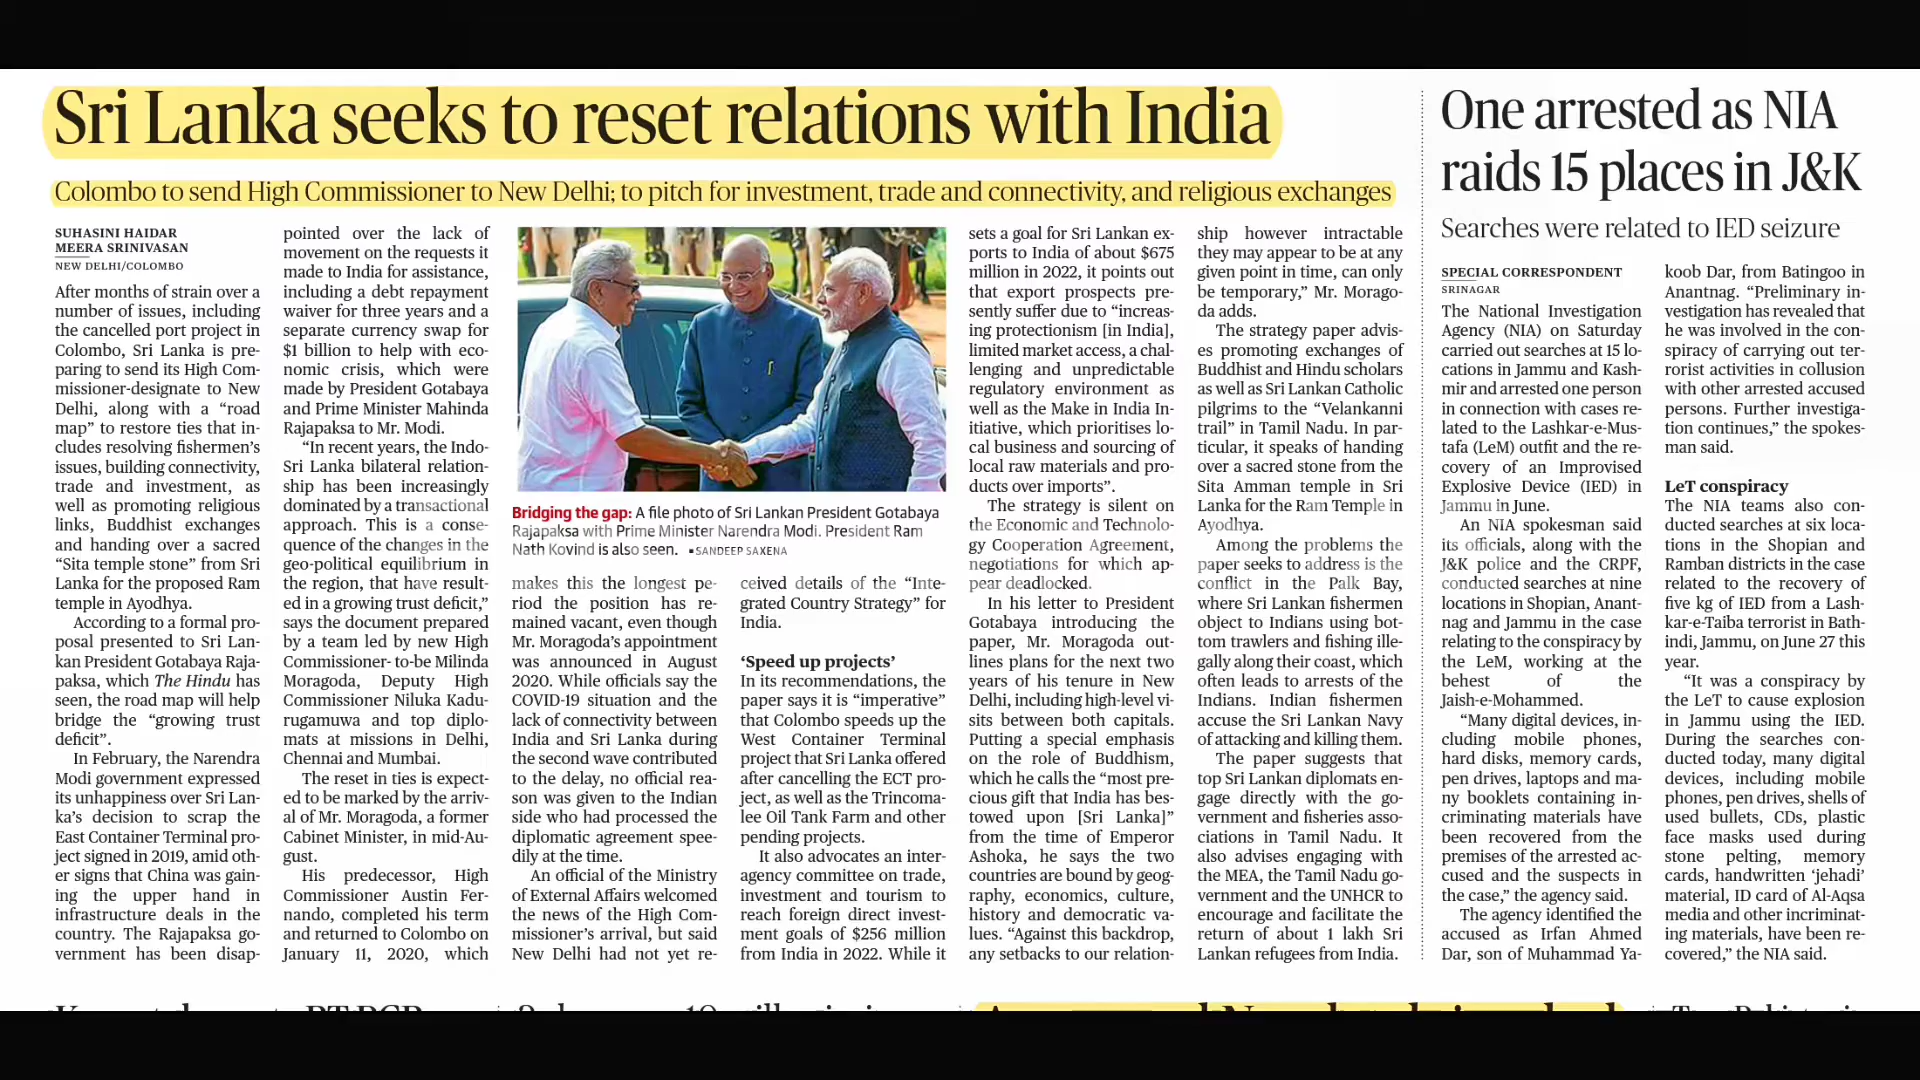 Sri Lanka seeks to reset relations with India
Colombo to send High Commissioner to New Delhi; to pitch for investment, trade and connectivity, and religious exchanges
SUHASINI HAIDAR
MEERA SRINIVASAN
NEW DELHI/COLOMBO
After months of strain over a
number of issues, including
the cancelled port project in
Colombo, Sri Lanka is pre-
paring to send its High Com-
missioner-designate to New
Delhi, along with a “road
map” to restore ties that in-
cludes resolving fishermen’s
issues, building connectivity,
trade and investment, as
well as promoting religious
links, Buddhist exchanges
and handing over a sacred
“Sita temple stone” from Sri
Lanka for the proposed Ram
temple in Ayodhya.
According to a formal pro-
posal presented to Sri Lan-
kan President Gotabaya Raja-
paksa, which The Hindu has
seen, the road map will help
bridge the “growing trust
deficit”.
In February, the Narendra
Modi government expressed
its unhappiness over Sri Lan-
ka’s decision to scrap the
East Container Terminal pro-
ject signed in 2019, amid oth-
er signs that China was gain-
ing the upper hand in
infrastructure deals in the
country. The Rajapaksa go-
vernment has been disap-
pointed over the lack of
movement on the requests it
made to India for assistance,
including a debt repayment
waiver for three years and a
separate currency swap for
$1 billion to help with eco-
nomic crisis, which were
made by President Gotabaya
and Prime Minister Mahinda
Rajapaksa to Mr. Modi.
“In recent years, the Indo-
Sri Lanka bilateral relation-
ship has been increasingly
dominated by a transactional
approach. This is a conse-
quence of the changes in the
geo-political equilibrium in
the region, that have result-
ed in a growing trust deficit,”
says the document prepared
by a team led by new High
Commissioner- to-be Milinda
Moragoda, Deputy High
Commissioner Niluka Kadu-
rugamuwa and top diplo-
mats at missions in Delhi,
Chennai and Mumbai.
The reset in ties is expect-
ed to be marked by the arriv-
al of Mr. Moragoda, a former
Cabinet Minister, in mid-Au-
gust.
His predecessor, High
Commissioner Austin Fer-
nando, completed his term
and returned to Colombo on
January 11, 2020, which
Bridging the gap: A file photo of Sri Lankan President Gotabaya
Rajapaksa with Prime Minister Narendra Modi. President Ram
Nath Kovind is also seen. ▪SANDEEP SAXENA
makes this the longest pe-
riod the position has re-
mained vacant, even though
Mr. Moragoda’s appointment
was announced in August
2020. While officials say the
COVID-19 situation and the
lack of connectivity between
India and Sri Lanka during
the second wave contributed
to the delay, no official rea-
son was given to the Indian
side who had processed the
diplomatic agreement spee-
dily at the time.
An official of the Ministry
of External Affairs welcomed
the news of the High Com-
missioner’s arrival, but said
New Delhi had not yet re-
ceived details of the “Inte-
grated Country Strategy” for
India.
‘Speed up projects’
In its recommendations, the
paper says it is “imperative”
that Colombo speeds up the
West Container Terminal
project that Sri Lanka offered
after cancelling the ECT pro-
ject, as well as the Trincoma-
lee Oil Tank Farm and other
pending projects.
It also advocates an inter-
agency committee on trade,
investment and tourism to
reach foreign direct invest-
ment goals of $256 million
from India in 2022. While it
sets a goal for Sri Lankan ex-
ports to India of about $675
million in 2022, it points out
that export prospects pre-
sently suffer due to “increas-
ing protectionism [in India],
limited market access, a chal-
lenging and unpredictable
regulatory environment as
well as the Make in India In-
itiative, which prioritises lo-
cal business and sourcing of
local raw materials and pro-
ducts over imports”.
The strategy is silent on
the Economic and Technolo-
gy Cooperation Agreement,
negotiations for which ap-
pear deadlocked.
In his letter to President
Gotabaya introducing the
paper, Mr. Moragoda out-
lines plans for the next two
years of his tenure in New
Delhi, including high-level vi-
sits between both capitals.
Putting a special emphasis
on the role of Buddhism,
which he calls the “most pre-
cious gift that India has bes-
towed upon [Sri Lanka]”
from the time of Emperor
Ashoka, he says the two
countries are bound by geog-
raphy, economics, culture,
history and democratic va-
lues. “Against this backdrop,
any setbacks to our relation-
ship however intractable
they may appear to be at any
given point in time, can only
be temporary,” Mr. Morago-
da adds.
The strategy paper advis-
es promoting exchanges of
Buddhist and Hindu scholars
as well as Sri Lankan Catholic
pilgrims to the “Velankanni
trail” in Tamil Nadu. In par-
ticular, it speaks of handing
over a sacred stone from the
Sita Amman temple in Sri
Lanka for the Ram Temple in
Ayodhya.
Among the problems the
paper seeks to address is the
conflict in the Palk Bay,
where Sri Lankan fishermen
object to Indians using bot-
tom trawlers and fishing ille-
gally along their coast, which
often leads to arrests of the
Indians. Indian fishermen
accuse the Sri Lankan Navy
of attacking and killing them.
The paper suggests that
top Sri Lankan diplomats en-
gage directly with the go-
vernment and fisheries asso-
ciations in Tamil Nadu. It
also advises engaging with
the MEA, the Tamil Nadu go-
vernment and the UNHCR to
encourage and facilitate the
return of about 1 lakh Sri
Lankan refugees from India.
One arrested as NIA
raids 15 places in J&K
Searches were related to IED seizure
SPECIAL CORRESPONDENT
SRINAGAR
The National Investigation
Agency (NIA) on Saturday
carried out searches at 15 lo-
cations in Jammu and Kash-
mir and arrested one person
in connection with cases re-
lated to the Lashkar-e-Mus-
tafa (LeM) outfit and the re-
covery of an Improvised
Explosive Device (IED) in
Jammu in June.
An NIA spokesman said
its officials, along with the
J&K police and the CRPF,
conducted searches at nine
locations in Shopian, Anant-
nag and Jammu in the case
relating to the conspiracy by
the LeM, working at the
behest of the
Jaish-e-Mohammed.
“Many digital devices, in-
cluding mobile phones,
hard disks, memory cards,
pen drives, laptops and ma-
ny booklets containing in-
criminating materials have
been recovered from the
premises of the arrested ac-
cused and the suspects in
the case,” the agency said.
The agency identified the
accused as Irfan Ahmed
Dar, son of Muhammad Ya-
koob Dar, from Batingoo in
Anantnag. “Preliminary in-
vestigation has revealed that
he was involved in the con-
spiracy of carrying out ter-
rorist activities in collusion
with other arrested accused
persons. Further investiga-
tion continues,” the spokes-
man said.
LeT conspiracy
The NIA teams also con-
ducted searches at six loca-
tions in the Shopian and
Ramban districts in the case
related to the recovery of
five kg of IED from a Lash-
kar-e-Taiba terrorist in Bath-
indi, Jammu, on June 27 this
year.
“It was a conspiracy by
the LeT to cause explosion
in Jammu using the IED.
During the searches con-
ducted today, many digital
devices, including mobile
phones, pen drives, shells of
used bullets, CDs, plastic
face masks used during
stone pelting, memory
cards, handwritten ‘jehadi’
material, ID card of Al-Aqsa
media and other incriminat-
ing materials, have been re-
covered,” the NIA said.